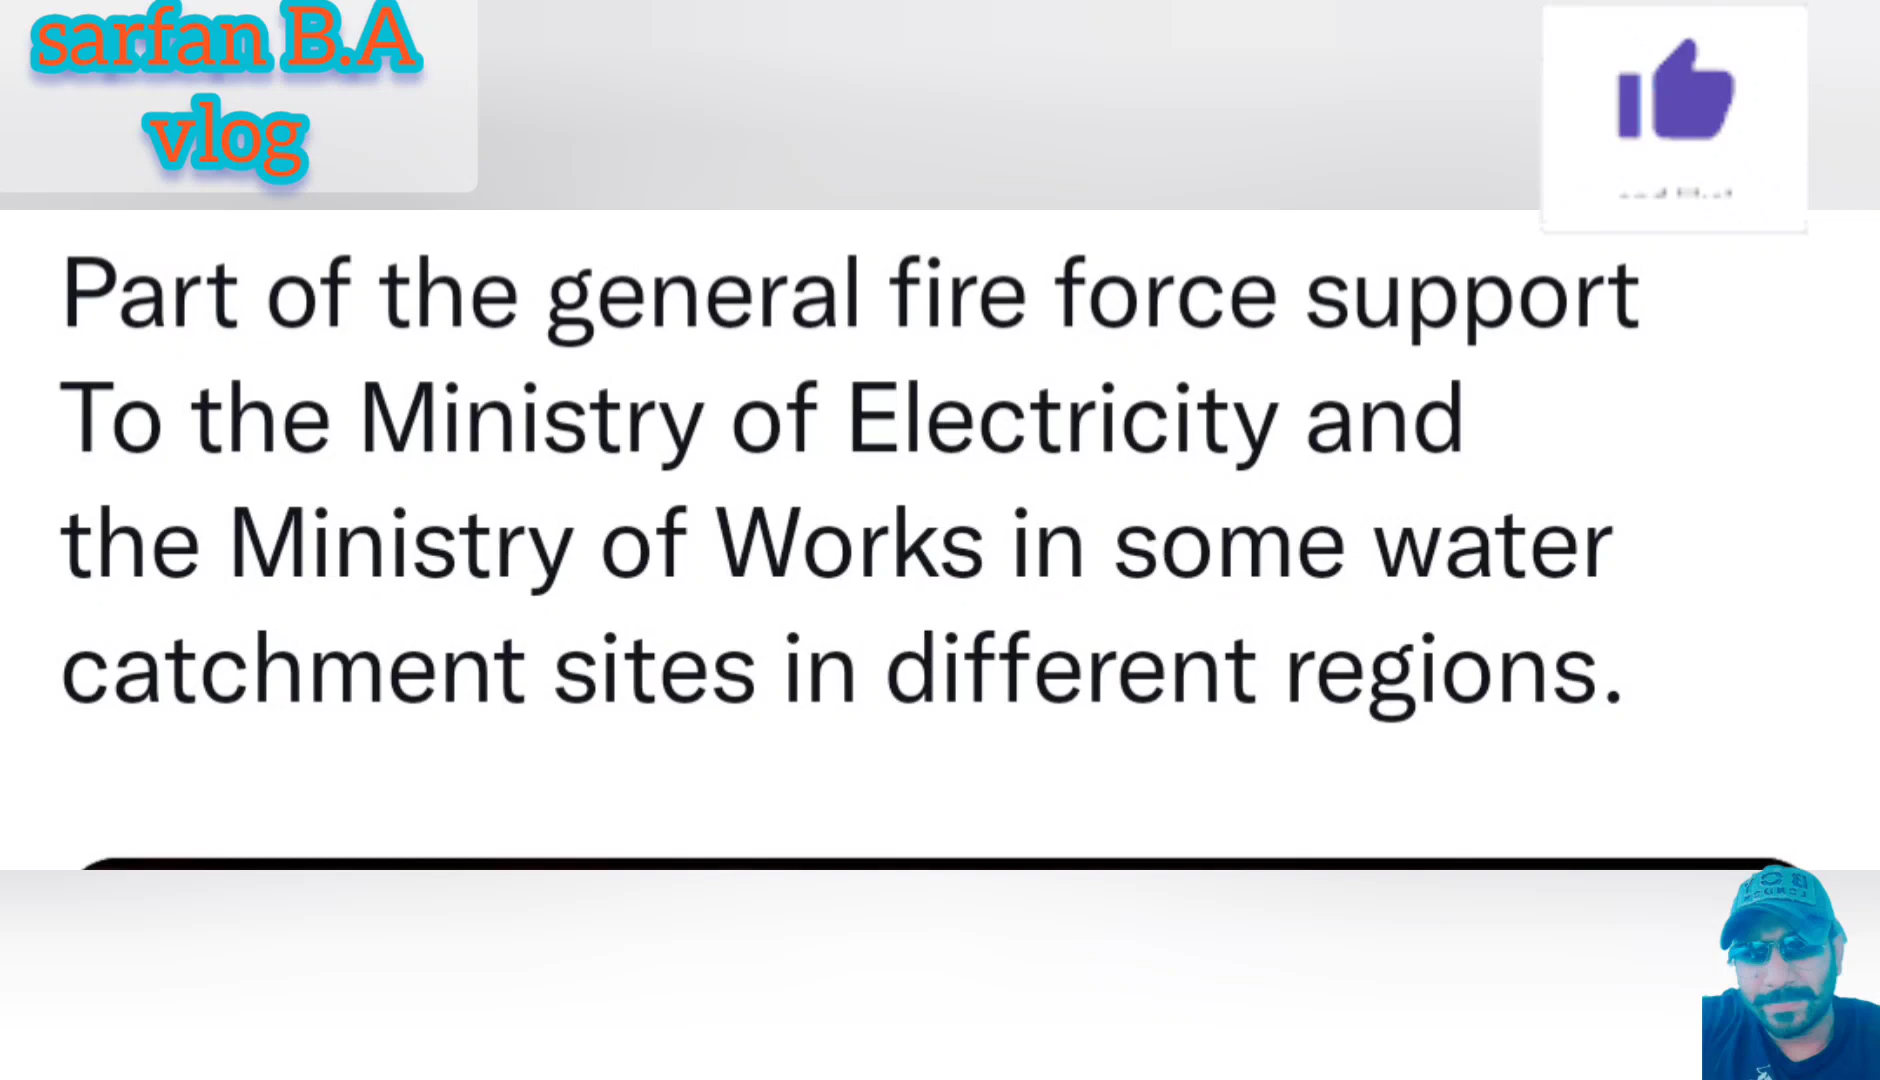 sarfan B.A
vlog
Part of the general fire force support
To the Ministry of Electricity and
the Ministry of Works in some water
catchment sites in different regions.